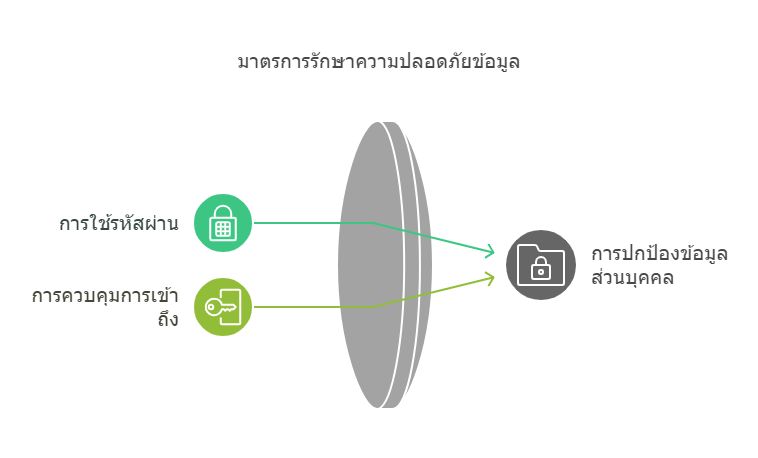 มาตรการรักษาความปลอดภัยข้อมูล
การใช้รหัสผ่าน
การควบคุมการเข้า
ถึง
การปกป้องข้อมูล
ส่วนบุคคล